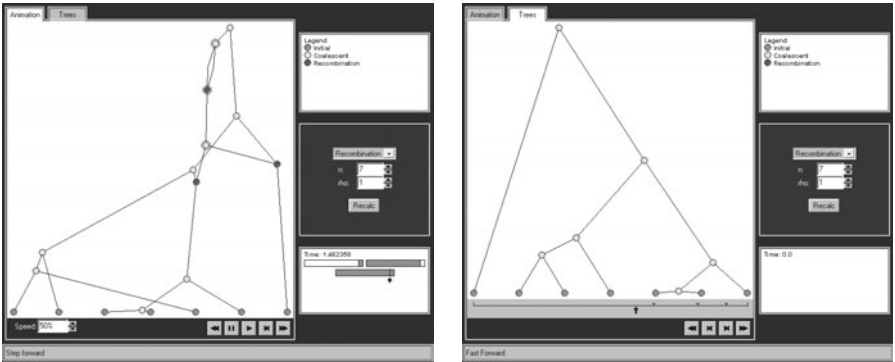 Animation Trees
Legend
Initial
Coalescent
Recombination
Recombination
n: 7
rho: 1
Recalc
Time: 1.462358
Speed: 50%
Step forward
Animation Trees
Legend
Initial
Coalescent
Recombination
Recombination
n: 7
rho: 1
Recalc
Time: 0.0
Fast Forward